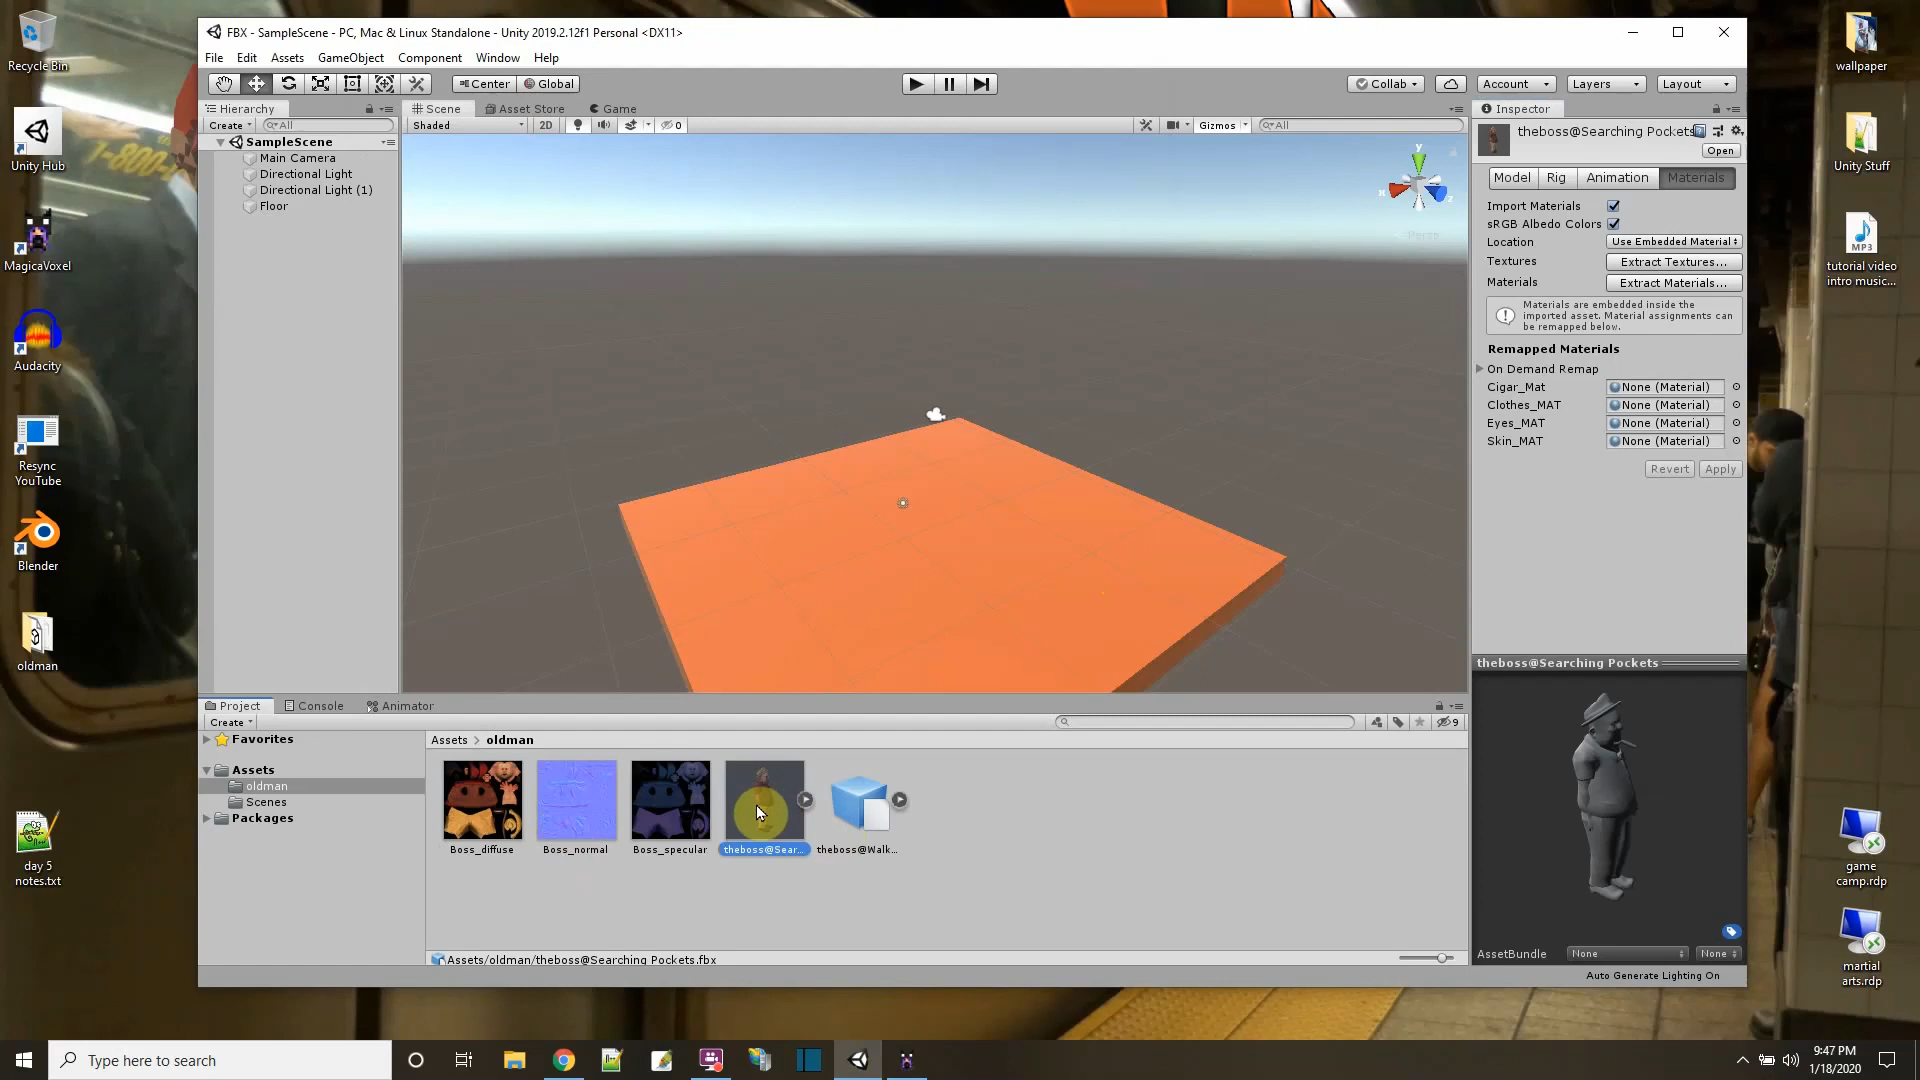 Recycle Bin
Unity Hub
MagicaVoxel
Audacity
Resync
YouTube
Blender
oldman
day 5
notes.txt
1-800-
FBX - SampleScene - PC, Mac & Linux Standalone - Unity 2019.2.12f1 Personal <DX11>
File Edit Assets GameObject Component Window Help
Center Global
Collab Account Layers Layout
Hierarchy
Create All
SampleScene
Main Camera
Directional Light
Directional Light (1)
Floor
Scene Asset Store Game
Shaded 2D 0 Gizmos All
y
x
z
Persp
Inspector
theboss@Searching Pockets
Open
Model Rig Animation Materials
Import Materials
sRGB Albedo Colors
Location Use Embedded Material
Textures Extract Textures...
Materials Extract Materials...
Materials are embedded inside the
imported asset. Material assignments can
be remapped below.
Remapped Materials
On Demand Remap
Cigar_Mat None (Material)
Clothes_MAT None (Material)
Eyes_MAT None (Material)
Skin_MAT None (Material)
Revert Apply
theboss@Searching Pockets
AssetBundle None None
Auto Generate Lighting On
Project Console Animator
Create 9
Favorites
Assets
oldman
Scenes
Packages
Assets > oldman
Boss_diffuse Boss_normal Boss_specular theboss@Sear... theboss@Walk...
Assets/oldman/theboss@Searching Pockets.fbx
wallpaper
Unity Stuff
MP3
tutorial video
intro music...
game
camp.rdp
martial
arts.rdp
Type here to search
9:47 PM
1/18/2020